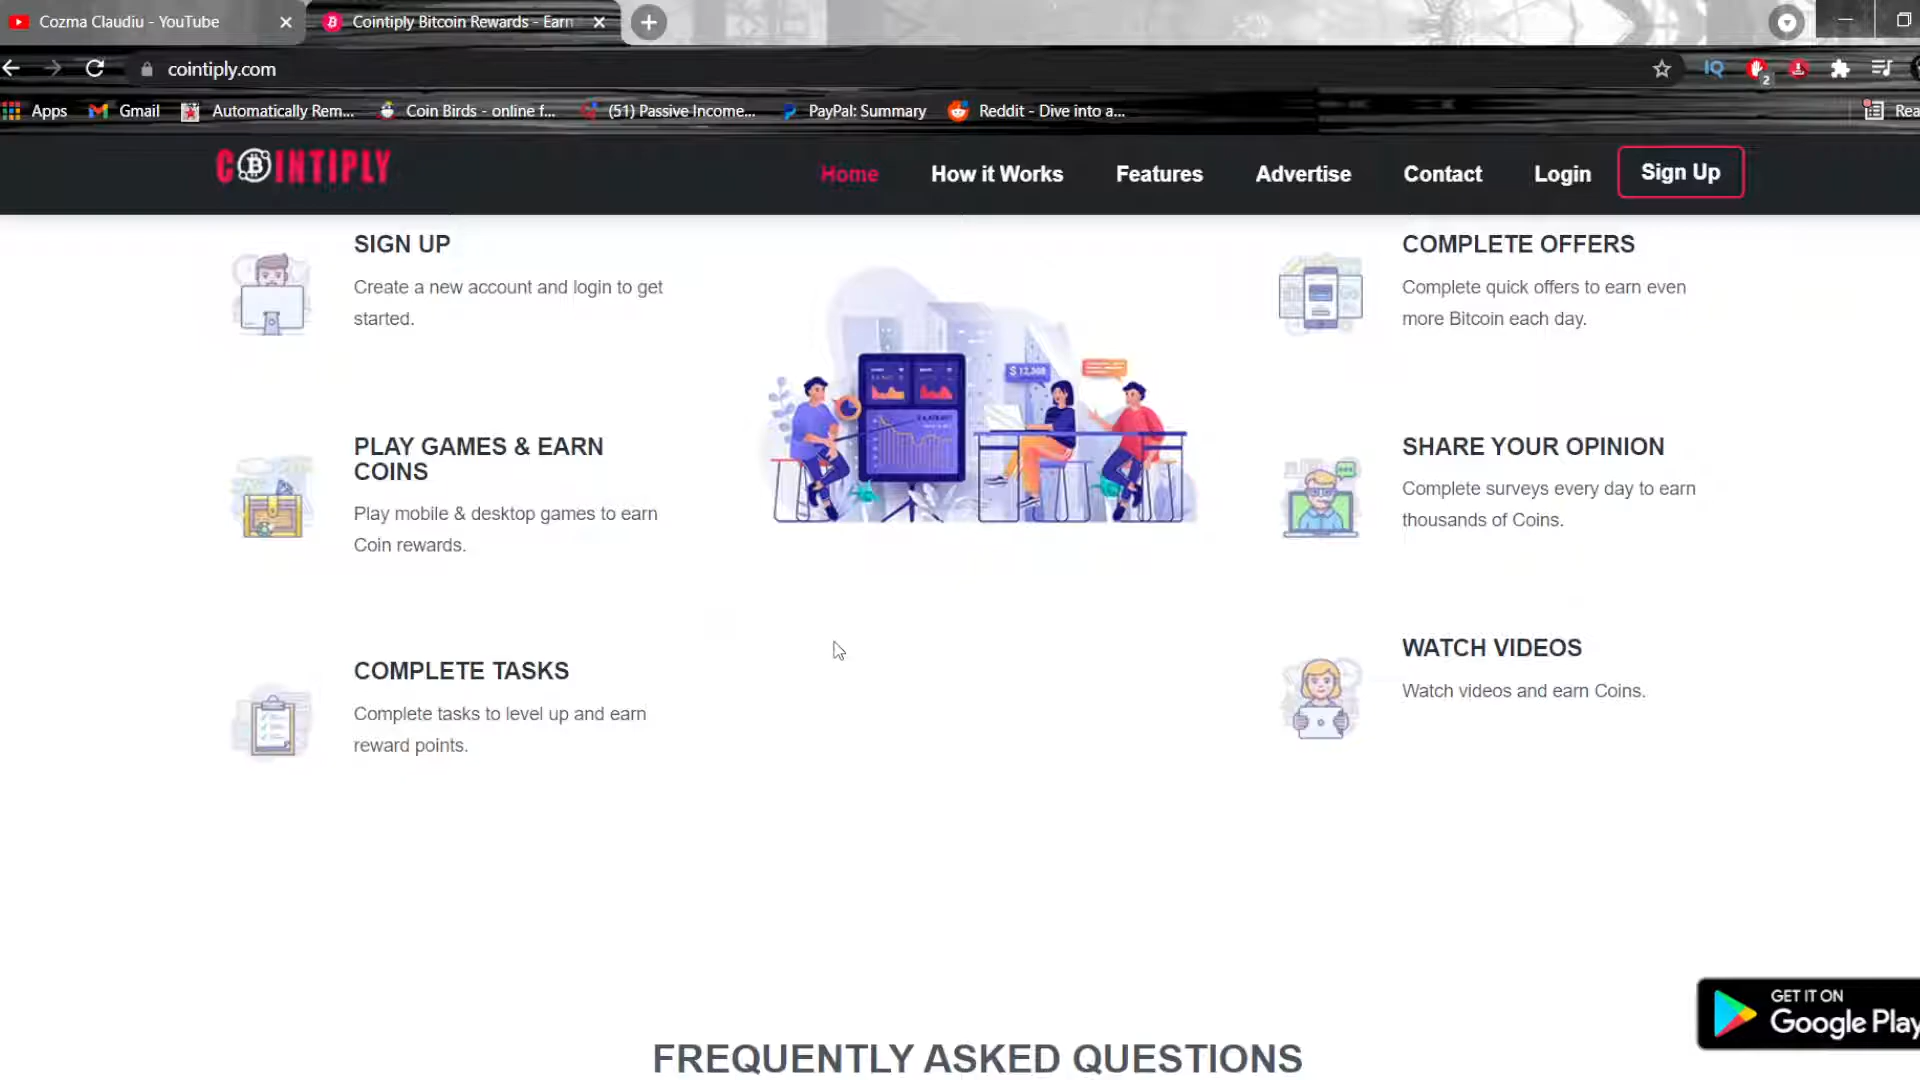 Cozma Claudiu - YouTube
Cointiply Bitcoin Rewards - Earn
cointiply.com
IQ
2
Apps
Gmail
Automatically Rem...
Coin Birds - online f...
(51) Passive Income...
PayPal: Summary
Reddit - Dive into a...
Rea
COINTIPLY
Home
How it Works
Features
Advertise
Contact
Login
Sign Up
SIGN UP
Create a new account and login to get
started.
COMPLETE OFFERS
Complete quick offers to earn even
more Bitcoin each day.
$ 12,308
PLAY GAMES & EARN
COINS
Play mobile & desktop games to earn
Coin rewards.
SHARE YOUR OPINION
Complete surveys every day to earn
thousands of Coins.
COMPLETE TASKS
Complete tasks to level up and earn
reward points.
WATCH VIDEOS
Watch videos and earn Coins.
GET IT ON
Google Play
FREQUENTLY ASKED QUESTIONS